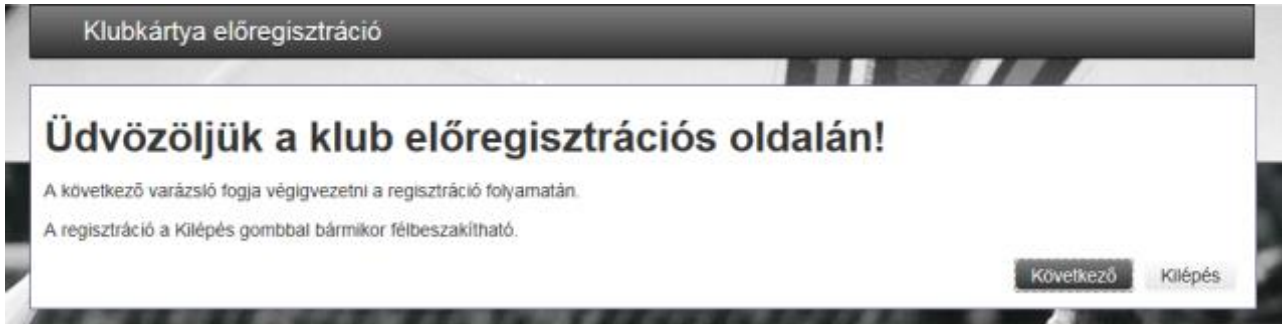 Klubkártya előregisztráció
Üdvözöljük a klub előregisztrációs oldalán!
A következő varázsló fogja végigvezetni a regisztráció folyamatán.
A regisztráció a Kilépés gombbal bármikor félbeszakítható.
Következő Kilépés